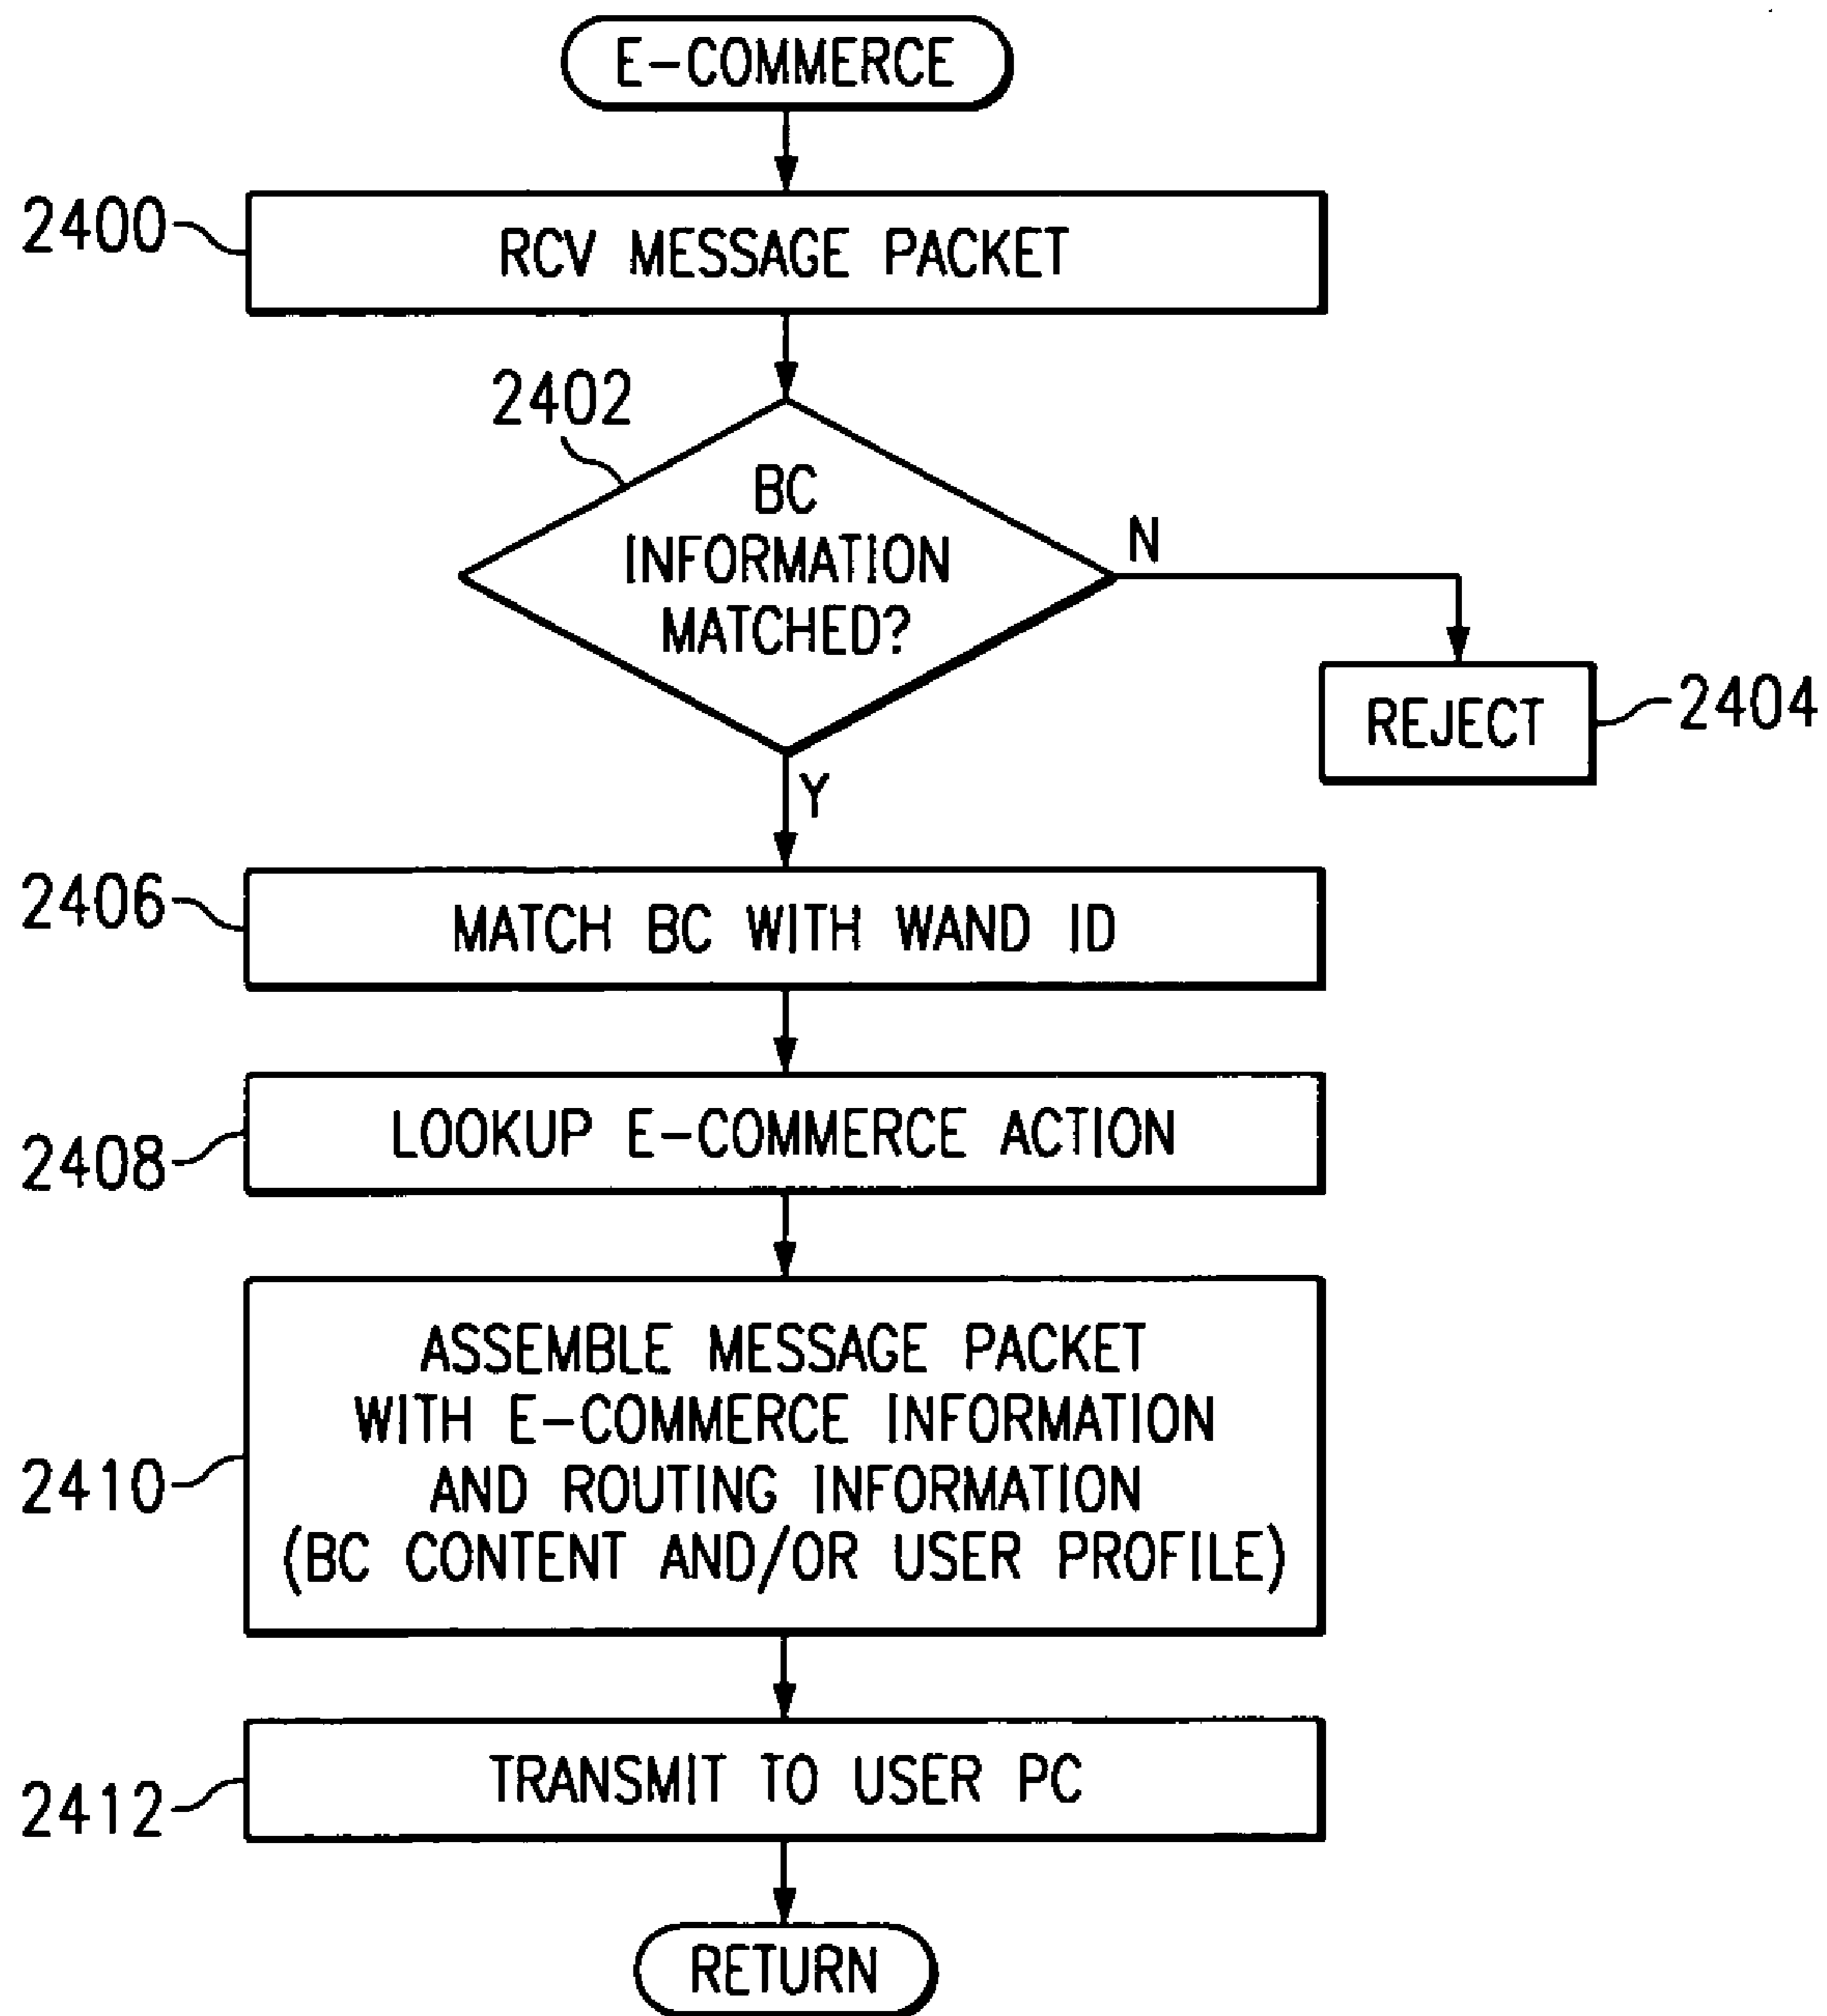 E-COMMERCE
2400
RCV MESSAGE PACKET
2402
BC
INFORMATION
MATCHED?
N
REJECT
2404
Y
2406
MATCH BC WITH WAND ID
2408
LOOKUP E-COMMERCE ACTION
2410
ASSEMBLE MESSAGE PACKET
WITH E-COMMERCE INFORMATION
AND ROUTING INFORMATION
(BC CONTENT AND/OR USER PROFILE)
2412
TRANSMIT TO USER PC
RETURN